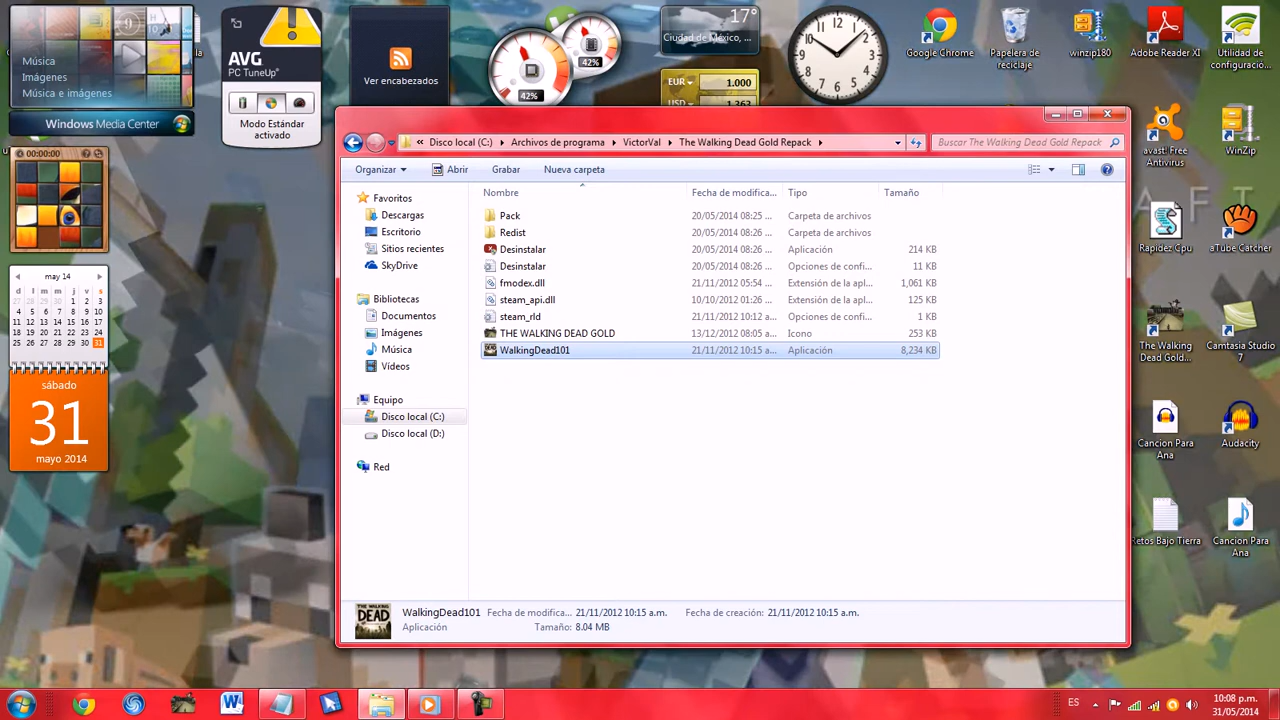 Música
Imágenes
Música e imágenes
Windows Media Center
00:00:00
may 14
d l m m j v s
27 28 29 30 1 2 3
4 5 6 7 8 9 10
11 12 13 14 15 16 17
18 19 20 21 22 23 24
25 26 27 28 29 30 31
sábado
31
mayo 2014
AVG
PC TuneUp
Modo Estándar
activado
Ver encabezados
42%
42%
17°
Ciudad de México, ...
EUR 1.000
USD 1.363
Google Chrome
Papelera de
reciclaje
winzip180
Adobe Reader XI
Utilidad de
configuració...
avast! Free
Antivirus
WinZip
Rapidez Cpu
aTube Catcher
The Walking
Dead Gold...
Camtasia Studio
7
Cancion Para
Ana
Audacity
Retos Bajo Tierra
Cancion Para
Ana
« Disco local (C:) Archivos de programa VictorVal The Walking Dead Gold Repack
Buscar The Walking Dead Gold Repack
Organizar Abrir Grabar Nueva carpeta
Favoritos
Descargas
Escritorio
Sitios recientes
SkyDrive
Bibliotecas
Documentos
Imágenes
Música
Vídeos
Equipo
Disco local (C:)
Disco local (D:)
Red
Nombre Fecha de modifica... Tipo Tamaño
Pack 20/05/2014 08:25 ... Carpeta de archivos
Redist 20/05/2014 08:26 ... Carpeta de archivos
Desinstalar 20/05/2014 08:26 ... Aplicación 214 KB
Desinstalar 20/05/2014 08:26 ... Opciones de confi... 11 KB
fmodex.dll 21/11/2012 05:54 ... Extensión de la apl... 1,061 KB
steam_api.dll 10/10/2012 01:26 ... Extensión de la apl... 125 KB
steam_rld 21/11/2012 10:12 a... Opciones de confi... 1 KB
THE WALKING DEAD GOLD 13/12/2012 08:05 a... Icono 253 KB
WalkingDead101 21/11/2012 10:15 a... Aplicación 8,234 KB
WalkingDead101 Fecha de modifica... 21/11/2012 10:15 a.m. Fecha de creación: 21/11/2012 10:15 a.m.
Aplicación Tamaño: 8.04 MB
ES
10:08 p.m.
31/05/2014